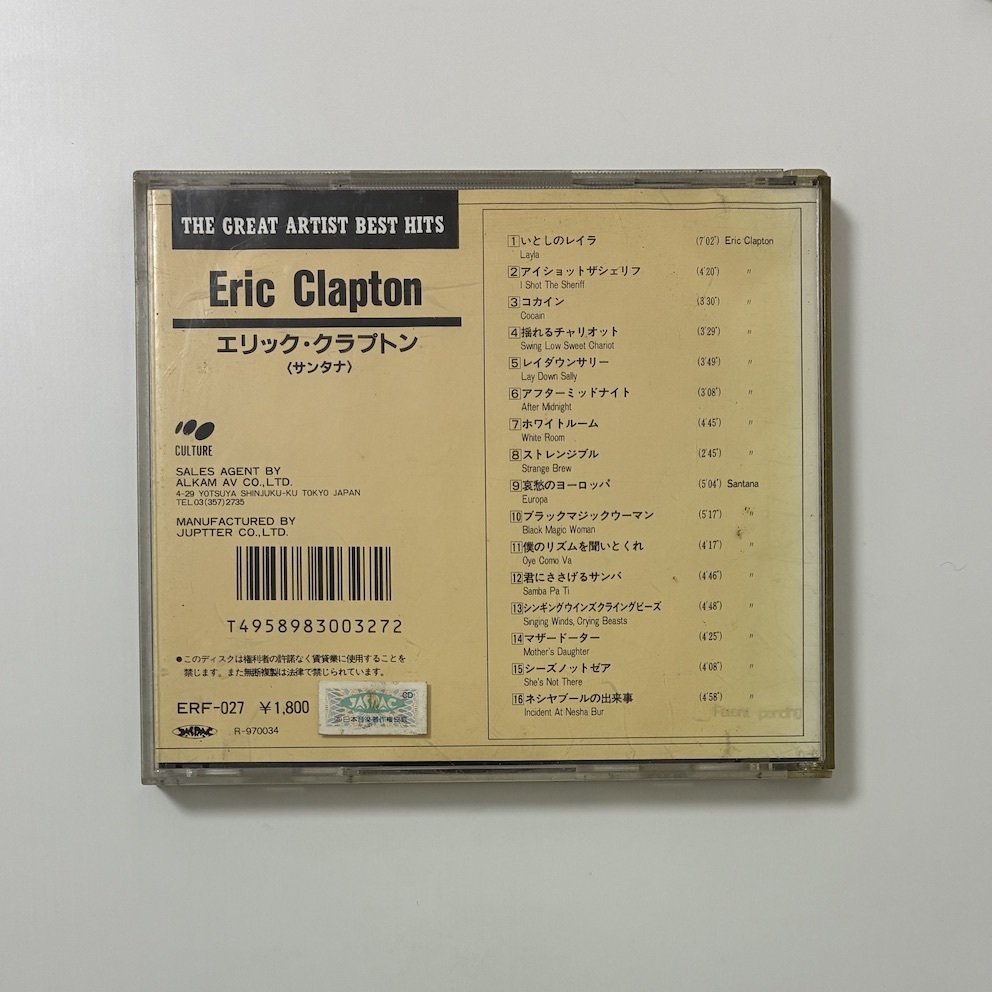 THE GREAT ARTIST BEST HITS
Eric Clapton
エリック・クラプトン
〈サンタナ〉
CULTURE
SALES AGENT BY
ALKAM AV CO.,LTD.
4-29 YOTSUYA SHINJUKU-KU TOKYO JAPAN
TEL.03(357)2735
MANUFACTURED BY
JUPTTER CO.,LTD.
T4958983003272
●このディスクは権利者の許諾なく賃貸業に使用することを
禁じます。また無断複製は法律で禁じられています。
ERF-027 ¥1,800
JASRAC
R-970034
JASRAC CD
1 いとしのレイラ (7'02") Eric Clapton
Layla
2 アイショットザシェリフ (4'20") 〃
I Shot The Sheriff
3 コカイン (3'30") 〃
Cocain
4 揺れるチャリオット (3'29") 〃
Swing Low Sweet Chariot
5 レイダウンサリー (3'49") 〃
Lay Down Sally
6 アフターミッドナイト (3'08") 〃
After Midnight
7 ホワイトルーム (4'45") 〃
White Room
8 ストレンジブル (2'45") 〃
Strange Brew
9 哀愁のヨーロッパ (5'04") Santana
Europa
10 ブラックマジックウーマン (5'17") 〃
Black Magic Woman
11 僕のリズムを聞いとくれ (4'17") 〃
Oye Como Va
12 君にささげるサンバ (4'46") 〃
Samba Pa Ti
13 シンギングウインズクライングビーズ (4'48") 〃
Singing Winds, Crying Beasts
14 マザードーター (4'25") 〃
Mother's Daughter
15 シーズノットゼア (4'08") 〃
She's Not There
16 ネシヤブールの出来事 (4'58") 〃
Incident At Nesha Bur
Patent pending